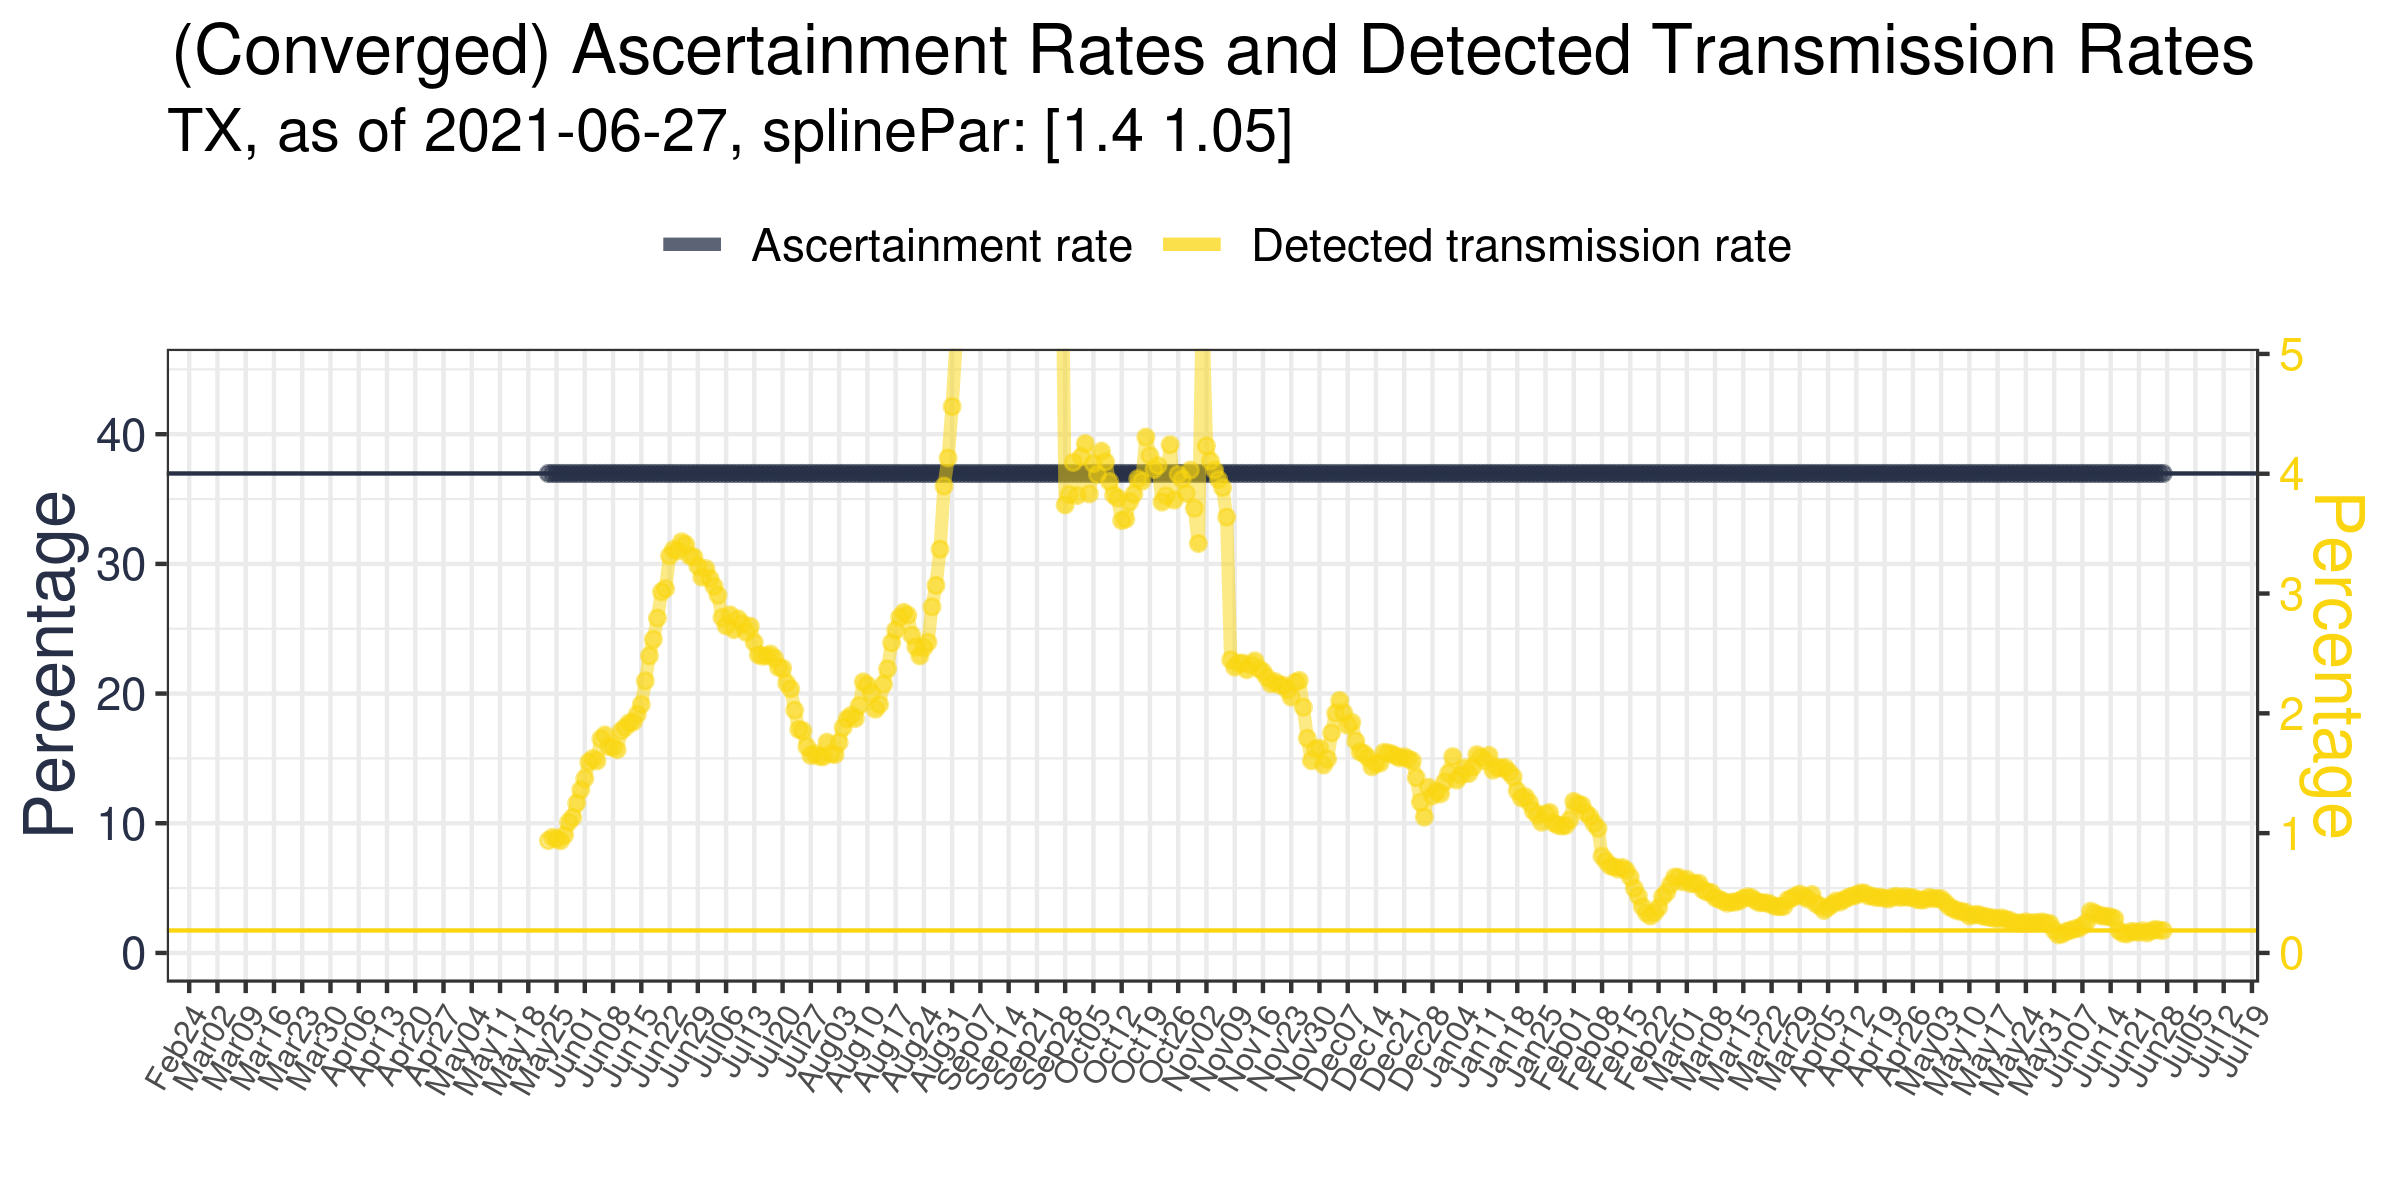 (Converged) Ascertainment Rates and Detected Transmission Rates
TX, as of 2021-06-27, splinePar: [1.4 1.05]
Ascertainment rate
Detected transmission rate
Percentage
40
30
20
10
0
5
4
3
2
1
0
Percentage
Feb24
Mar02
Mar09
Mar16
Mar23
Mar30
Apr06
Apr13
Apr20
Apr27
May04
May11
May18
May25
Jun01
Jun08
Jun15
Jun22
Jun29
Jul06
Jul13
Jul20
Jul27
Aug03
Aug10
Aug17
Aug24
Aug31
Sep07
Sep14
Sep21
Sep28
Oct05
Oct12
Oct19
Oct26
Nov02
Nov09
Nov16
Nov23
Nov30
Dec07
Dec14
Dec21
Dec28
Jan04
Jan11
Jan18
Jan25
Feb01
Feb08
Feb15
Feb22
Mar01
Mar08
Mar15
Mar22
Mar29
Apr05
Apr12
Apr19
Apr26
May03
May10
May17
May24
May31
Jun07
Jun14
Jun21
Jun28
Jul05
Jul12
Jul19